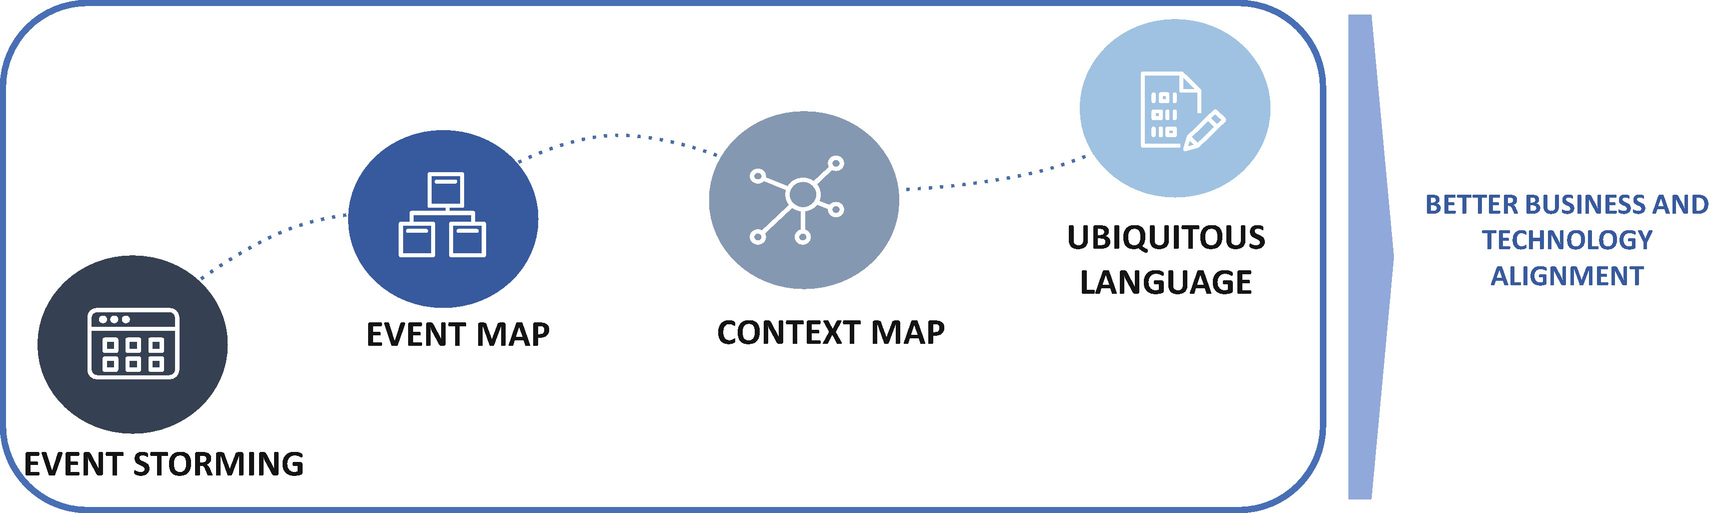 EVENT STORMING
EVENT MAP
CONTEXT MAP
UBIQUITOUS
LANGUAGE
BETTER BUSINESS AND
TECHNOLOGY
ALIGNMENT